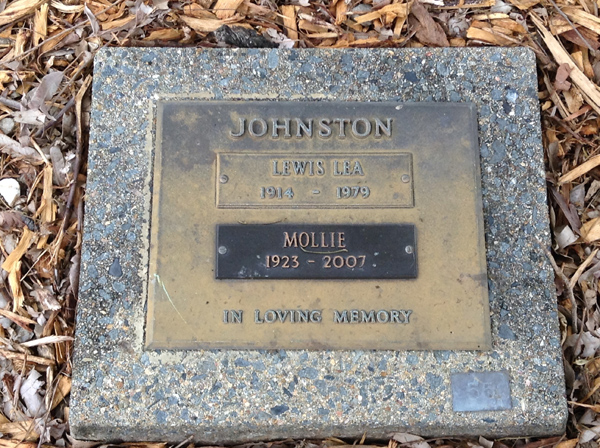 JOHNSTON
LEWIS LEA
1914 - 1979
MOLLIE
1923 - 2007
IN LOVING MEMORY